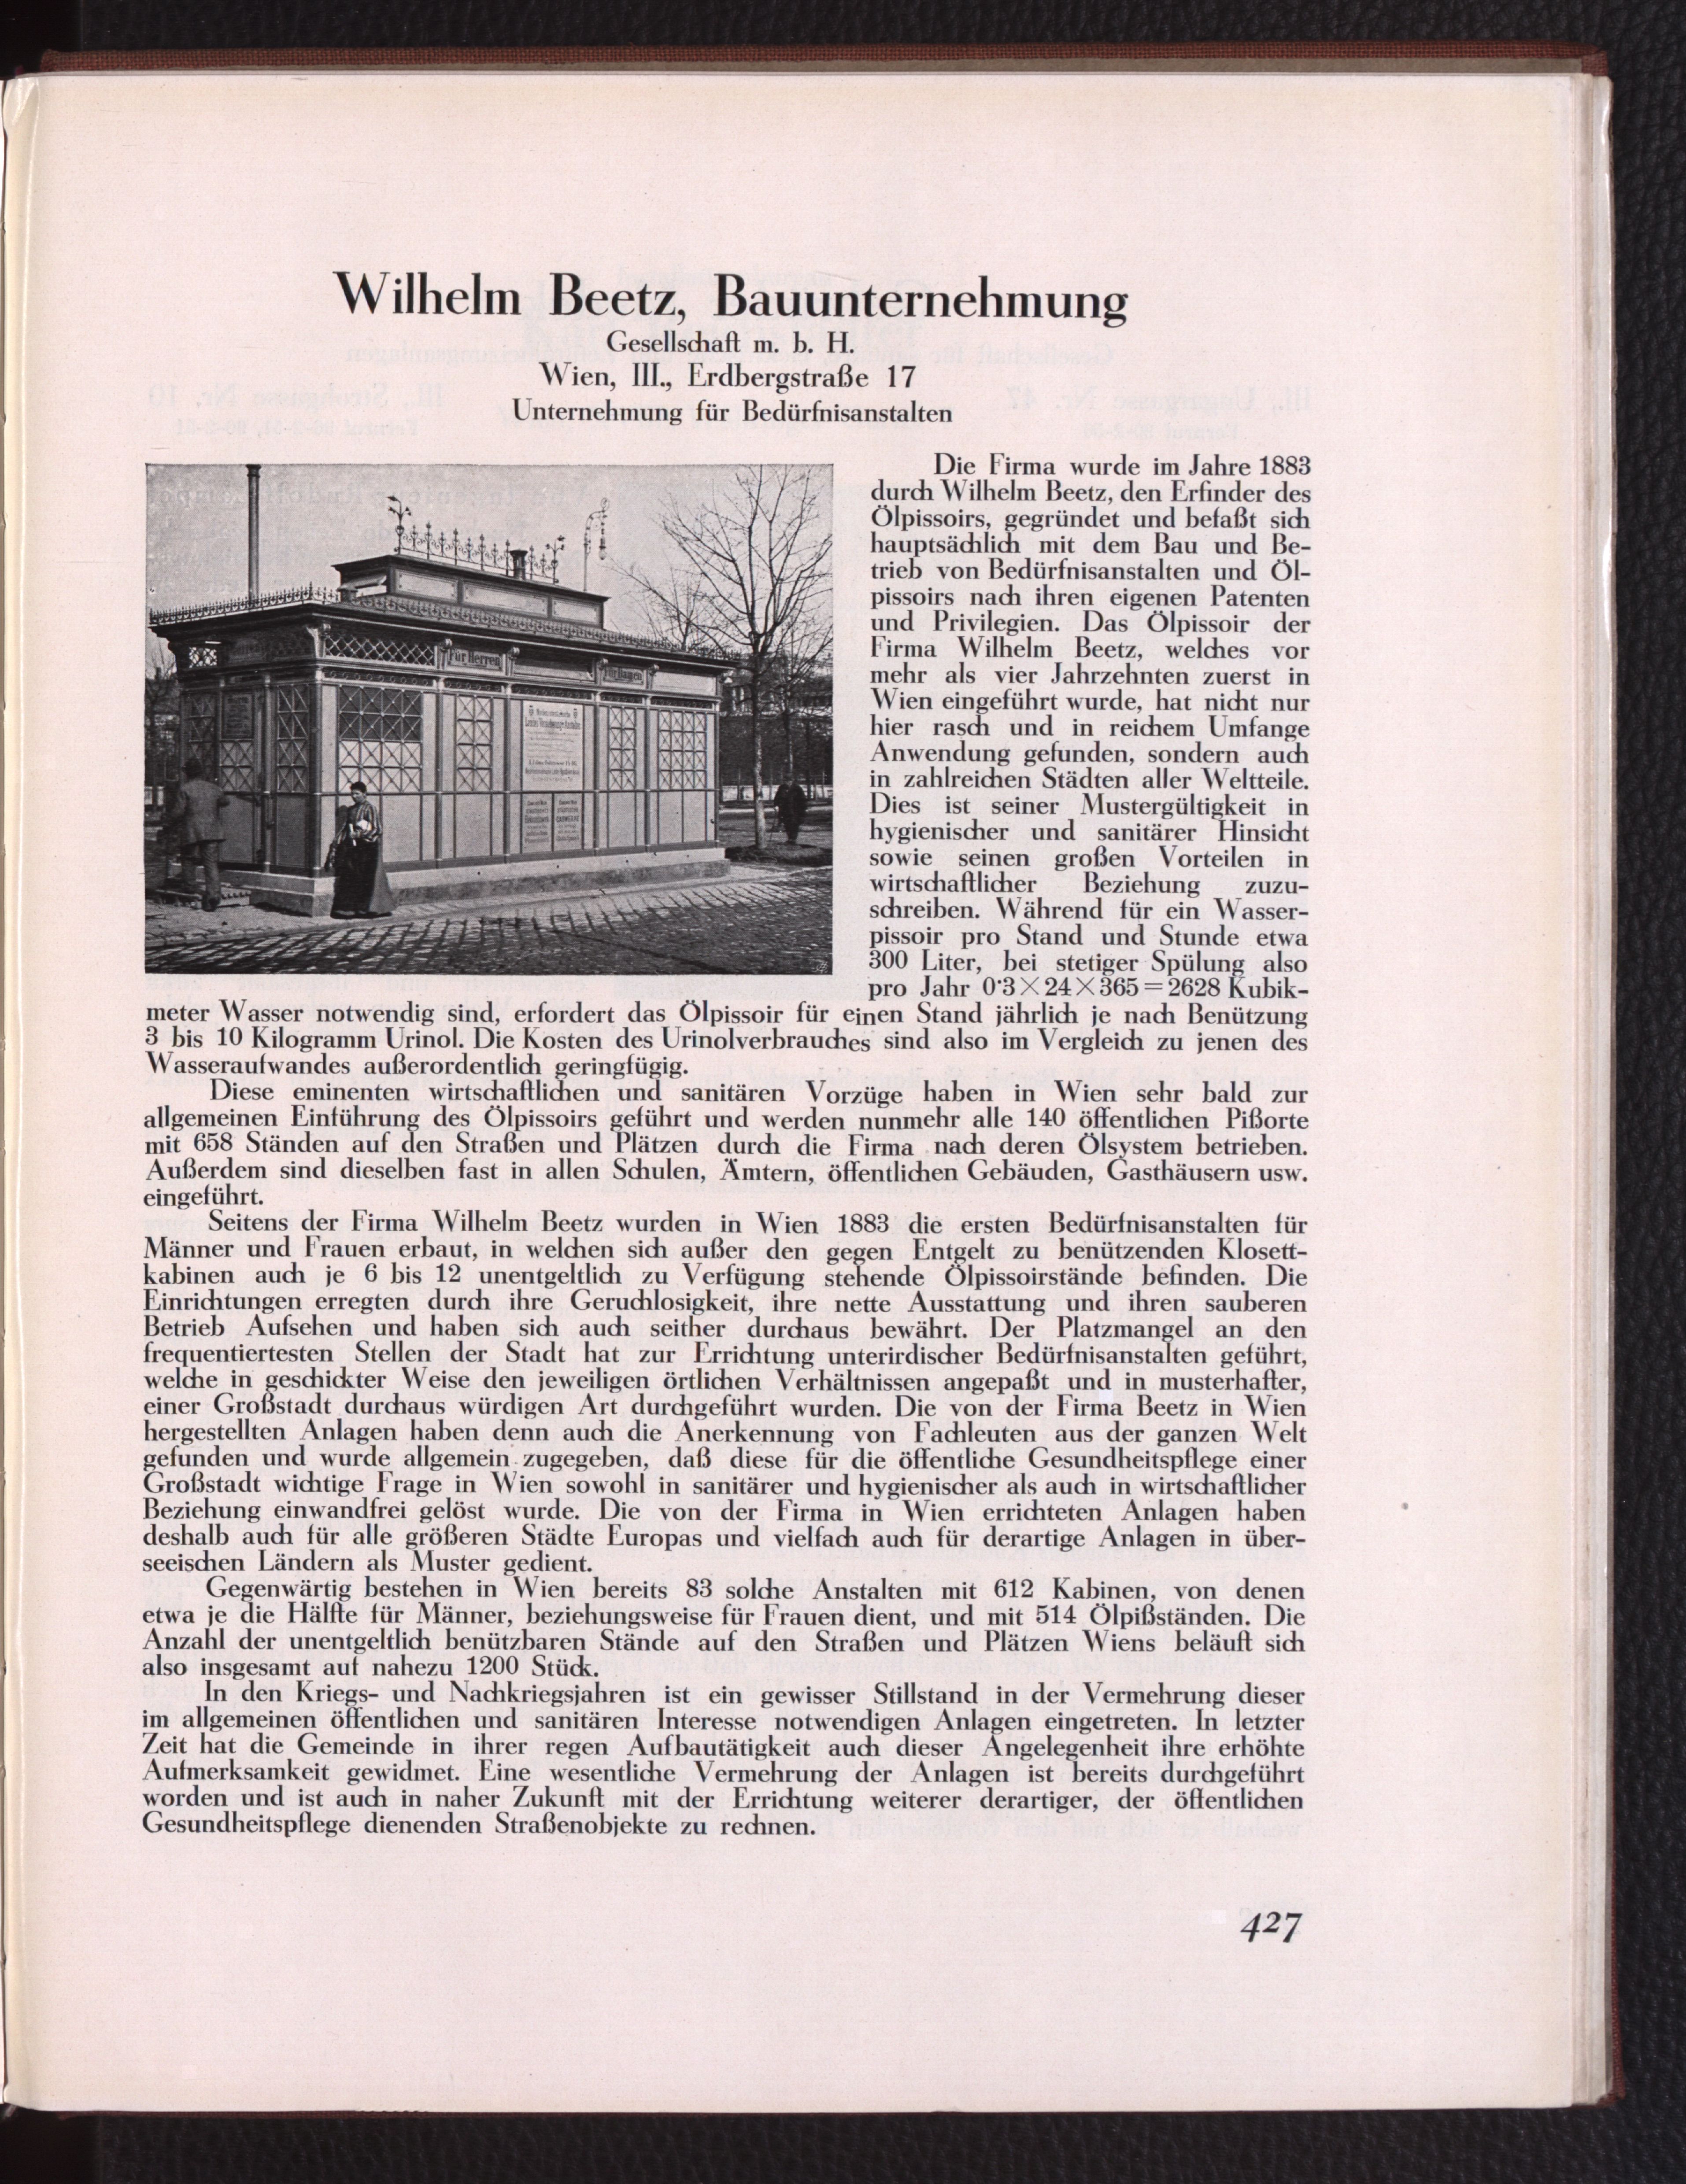 Wilhelm Beetz, Bauunternehmung
Gesellschaft m. b. H.
Wien, III., Erdbergstraße 17
Unternehmung für Bedürfnisanstalten
Für Herren
Für Damen
Die Firma wurde im Jahre 1883
durch Wilhelm Beetz, den Erfinder des
Ölpissoirs, gegründet und befaßt sich
hauptsächlich mit dem Bau und Be-
trieb von Bedürfnisanstalten und Öl-
pissoirs nach ihren eigenen Patenten
und Privilegien. Das Ölpissoir der
Firma Wilhelm Beetz, welches vor
mehr als vier Jahrzehnten zuerst in
Wien eingeführt wurde, hat nicht nur
hier rasch und in reichem Umfange
Anwendung gefunden, sondern auch
in zahlreichen Städten aller Weltteile.
Dies ist seiner Mustergültigkeit in
hygienischer und sanitärer Hinsicht
sowie seinen großen Vorteilen in
wirtschaftlicher Beziehung zuzu-
schreiben. Während für ein Wasser-
pissoir pro Stand und Stunde etwa
300 Liter, bei stetiger Spülung also
pro Jahr 0·3×24×365=2628 Kubik-
meter Wasser notwendig sind, erfordert das Ölpissoir für einen Stand jährlich je nach Benützung
3 bis 10 Kilogramm Urinol. Die Kosten des Urinolverbrauches sind also im Vergleich zu jenen des
Wasseraufwandes außerordentlich geringfügig.
Diese eminenten wirtschaftlichen und sanitären Vorzüge haben in Wien sehr bald zur
allgemeinen Einführung des Ölpissoirs geführt und werden nunmehr alle 140 öffentlichen Pißorte
mit 658 Ständen auf den Straßen und Plätzen durch die Firma nach deren Ölsystem betrieben.
Außerdem sind dieselben fast in allen Schulen, Ämtern, öffentlichen Gebäuden, Gasthäusern usw.
eingeführt.
Seitens der Firma Wilhelm Beetz wurden in Wien 1883 die ersten Bedürfnisanstalten für
Männer und Frauen erbaut, in welchen sich außer den gegen Entgelt zu benützenden Klosett-
kabinen auch je 6 bis 12 unentgeltlich zu Verfügung stehende Ölpissoirstände befinden. Die
Einrichtungen erregten durch ihre Geruchlosigkeit, ihre nette Ausstattung und ihren sauberen
Betrieb Aufsehen und haben sich auch seither durchaus bewährt. Der Platzmangel an den
frequentiertesten Stellen der Stadt hat zur Errichtung unterirdischer Bedürfnisanstalten geführt,
welche in geschickter Weise den jeweiligen örtlichen Verhältnissen angepaßt und in musterhafter,
einer Großstadt durchaus würdigen Art durchgeführt wurden. Die von der Firma Beetz in Wien
hergestellten Anlagen haben denn auch die Anerkennung von Fachleuten aus der ganzen Welt
gefunden und wurde allgemein zugegeben, daß diese für die öffentliche Gesundheitspflege einer
Großstadt wichtige Frage in Wien sowohl in sanitärer und hygienischer als auch in wirtschaftlicher
Beziehung einwandfrei gelöst wurde. Die von der Firma in Wien errichteten Anlagen haben
deshalb auch für alle größeren Städte Europas und vielfach auch für derartige Anlagen in über-
seeischen Ländern als Muster gedient.
Gegenwärtig bestehen in Wien bereits 83 solche Anstalten mit 612 Kabinen, von denen
etwa je die Hälfte für Männer, beziehungsweise für Frauen dient, und mit 514 Ölpißständen. Die
Anzahl der unentgeltlich benützbaren Stände auf den Straßen und Plätzen Wiens beläuft sich
also insgesamt auf nahezu 1200 Stück.
In den Kriegs- und Nachkriegsjahren ist ein gewisser Stillstand in der Vermehrung dieser
im allgemeinen öffentlichen und sanitären Interesse notwendigen Anlagen eingetreten. In letzter
Zeit hat die Gemeinde in ihrer regen Aufbautätigkeit auch dieser Angelegenheit ihre erhöhte
Aufmerksamkeit gewidmet. Eine wesentliche Vermehrung der Anlagen ist bereits durchgeführt
worden und ist auch in naher Zukunft mit der Errichtung weiterer derartiger, der öffentlichen
Gesundheitspflege dienenden Straßenobjekte zu rechnen.
427